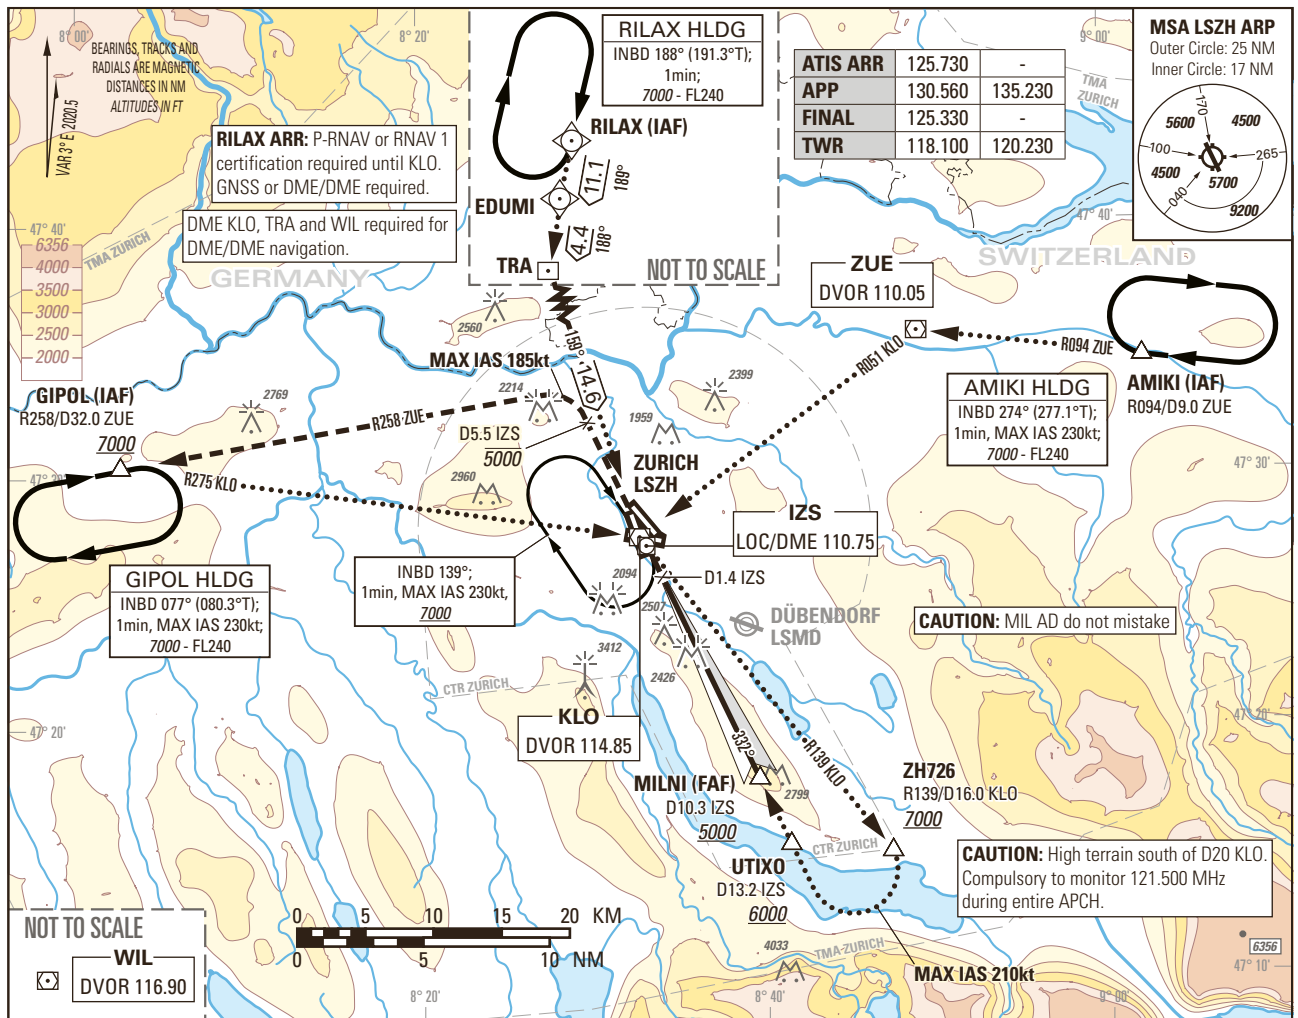 8° 00'
8° 20'
9° 00'
BEARINGS, TRACKS AND
RADIALS ARE MAGNETIC
DISTANCES IN NM
ALTITUDES IN FT
VAR 3° E 2020.5
RILAX HLDG
INBD 188° (191.3°T);
1min;
7000 - FL240
RILAX (IAF)
11.1
189°
EDUMI
4.4
188°
TRA
NOT TO SCALE
RILAX ARR: P-RNAV or RNAV 1
certification required until KLO.
GNSS or DME/DME required.
DME KLO, TRA and WIL required for
DME/DME navigation.
ATIS ARR 125.730 -
APP 130.560 135.230
FINAL 125.330 -
TWR 118.100 120.230
TMA
ZURICH
MSA LSZH ARP
Outer Circle: 25 NM
Inner Circle: 17 NM
170
5600
4500
100
265
4500
5700
040
9200
47° 40'
47° 40'
6356
4000
3500
3000
2500
2000
TMA ZURICH
GERMANY
SWITZERLAND
ZUE
DVOR 110.05
R094 ZUE
R051 KLO
AMIKI HLDG
INBD 274° (277.1°T);
1min, MAX IAS 230kt;
7000 - FL240
AMIKI (IAF)
R094/D9.0 ZUE
2560
159°
14.6
MAX IAS 185kt
2214
2399
2769
1959
GIPOL (IAF)
R258/D32.0 ZUE
7000
R258 ZUE
R275 KLO
D5.5 IZS
5000
2960
ZURICH
LSZH
47° 30'
47° 30'
IZS
LOC/DME 110.75
D1.4 IZS
GIPOL HLDG
INBD 077° (080.3°T);
1min, MAX IAS 230kt;
7000 - FL240
INBD 139°;
1min, MAX IAS 230kt,
7000
2094
2507
2426
3412
DÜBENDORF
LSMD
CAUTION: MIL AD do not mistake
CTR ZURICH
KLO
DVOR 114.85
332°
R139 KLO
47° 20'
47° 20'
MILNI (FAF)
D10.3 IZS
5000
2799
ZH726
R139/D16.0 KLO
7000
UTIXO
D13.2 IZS
6000
CTR ZURICH
CAUTION: High terrain south of D20 KLO.
Compulsory to monitor 121.500 MHz
during entire APCH.
MAX IAS 210kt
TMA ZURICH
4033
6356
47° 10'
NOT TO SCALE
WIL
DVOR 116.90
0 5 10 15 20 KM
0 5 10 NM
8° 20'
8° 40'
9° 00'